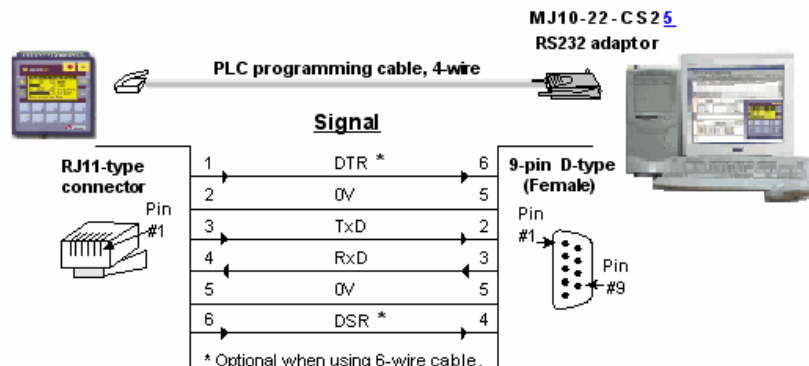 MJ10-22-CS25
RS232 adaptor
PLC programming cable, 4-wire
Signal
RJ11-type
connector
9-pin D-type
(Female)
Pin
#1
Pin
#1
Pin
#9
1 DTR * 6
2 0V 5
3 TxD 2
4 RxD 3
5 0V 5
6 DSR * 4
* Optional when using 6-wire cable.